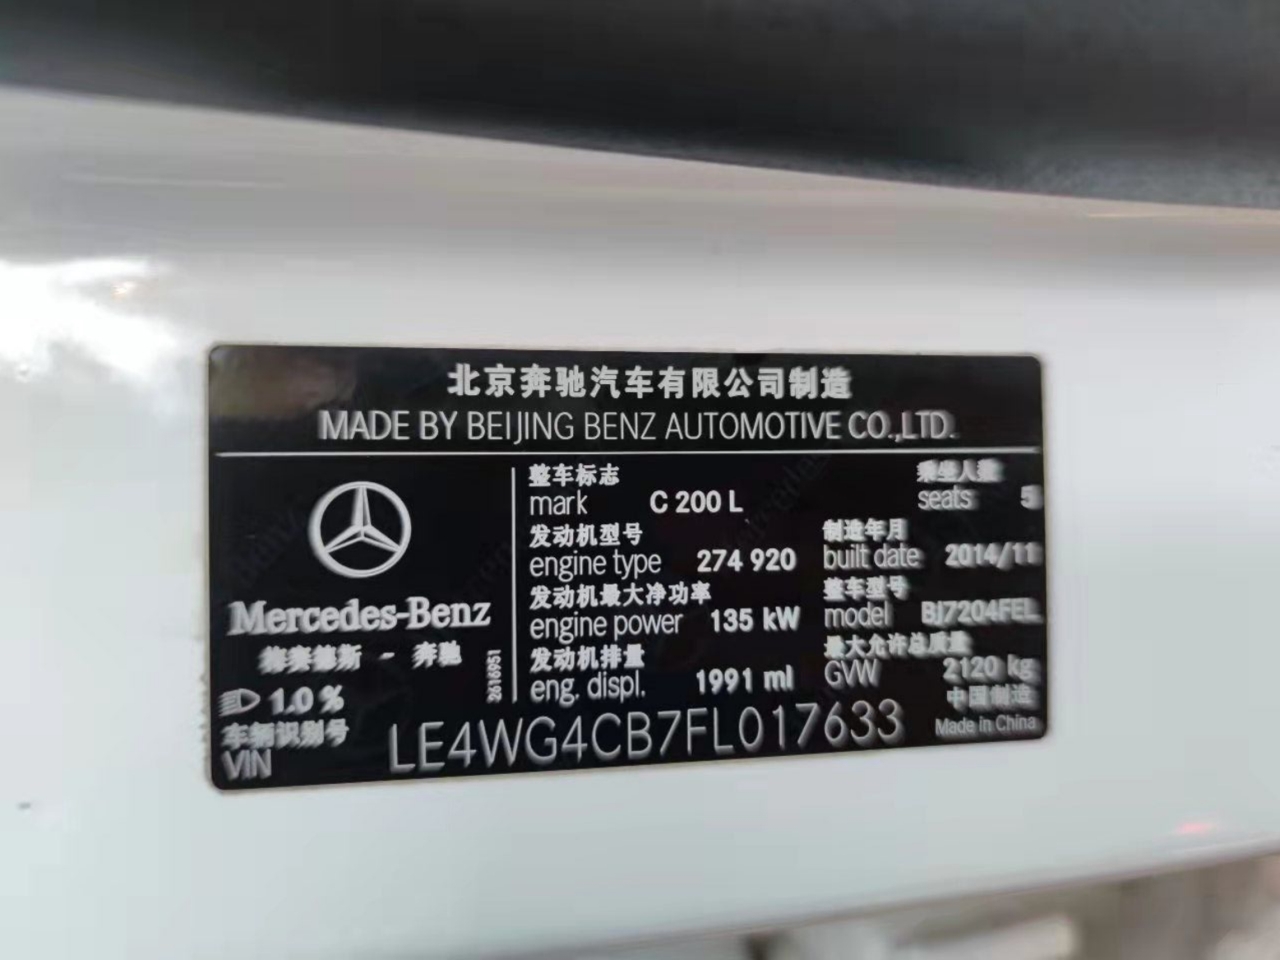 北京奔驰汽车有限公司制造
MADE BY BEIJING BENZ AUTOMOTIVE CO.,LTD.
Mercedes-Benz
梅赛德斯 - 奔驰
2616951
1.0 %
整车标志
mark C 200 L
乘坐人数
seats 5
发动机型号
engine type 274 920
制造年月
built date 2014/11
发动机最大净功率
engine power 135 kW
整车型号
model BJ7204FEL
发动机排量
eng. displ. 1991 ml
最大允许总质量
GVW 2120 kg
中国制造
Made in China
车辆识别号
VIN LE4WG4CB7FL017633